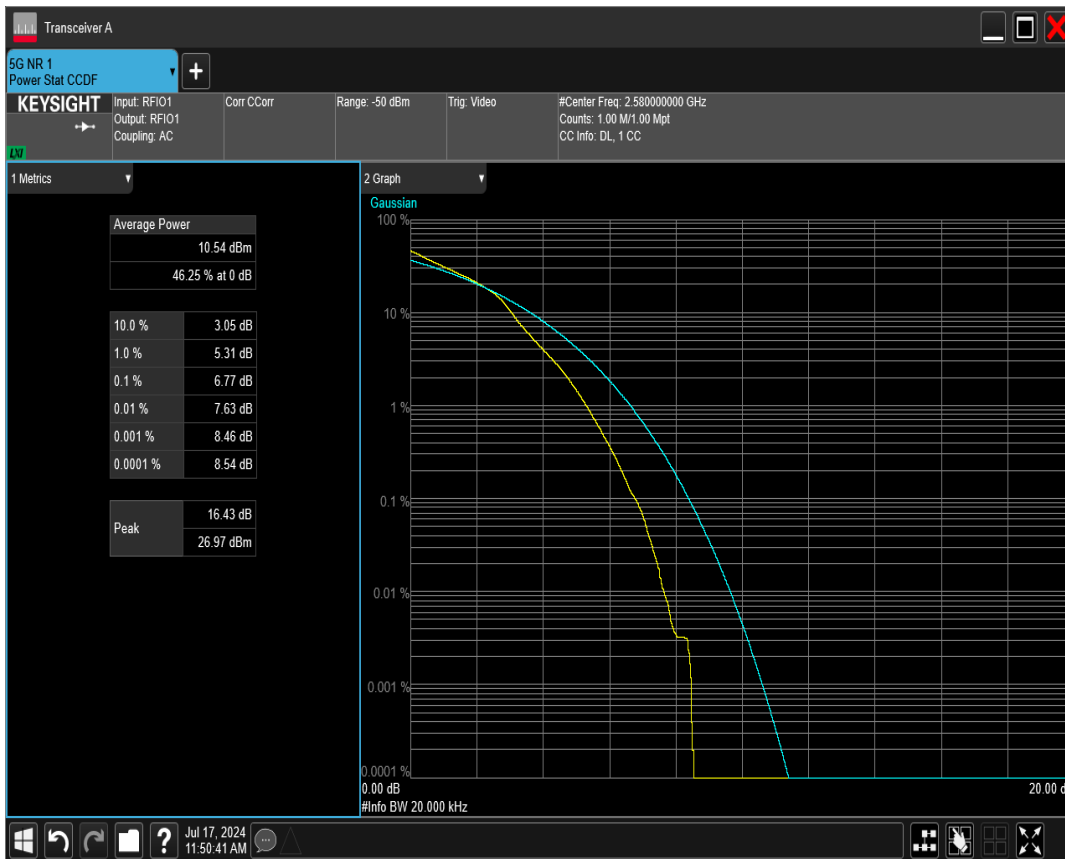 Transceiver A
5G NR 1
Power Stat CCDF
KEYSIGHT
LXI
Input: RFIO1
Output: RFIO1
Coupling: AC
Corr CCorr
Range: -50 dBm
Trig: Video
#Center Freq: 2.580000000 GHz
Counts: 1.00 M/1.00 Mpt
CC Info: DL, 1 CC
1 Metrics
Average Power
10.54 dBm
46.25 % at 0 dB
10.0 % 3.05 dB
1.0 % 5.31 dB
0.1 % 6.77 dB
0.01 % 7.63 dB
0.001 % 8.46 dB
0.0001 % 8.54 dB
Peak
16.43 dB
26.97 dBm
2 Graph
Gaussian
100 %
10 %
1 %
0.1 %
0.01 %
0.001 %
0.0001 %
0.00 dB
20.00 d
#Info BW 20.000 kHz
Jul 17, 2024
11:50:41 AM